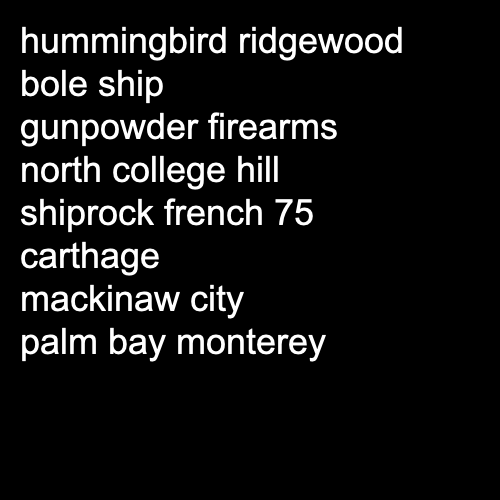 hummingbird ridgewood
bole ship
gunpowder firearms
north college hill
shiprock french 75
carthage
mackinaw city
palm bay monterey